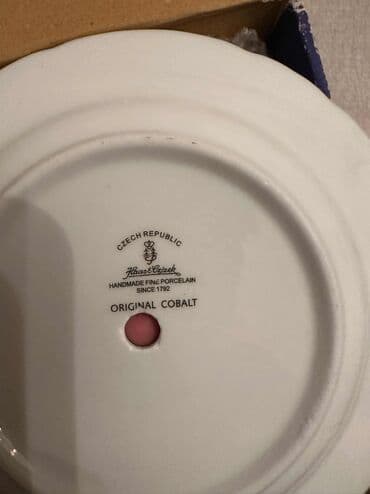 CZECH REPUBLIC
Haas&Czjzek
HANDMADE FINE PORCELAIN
SINCE 1792
ORIGINAL COBALT